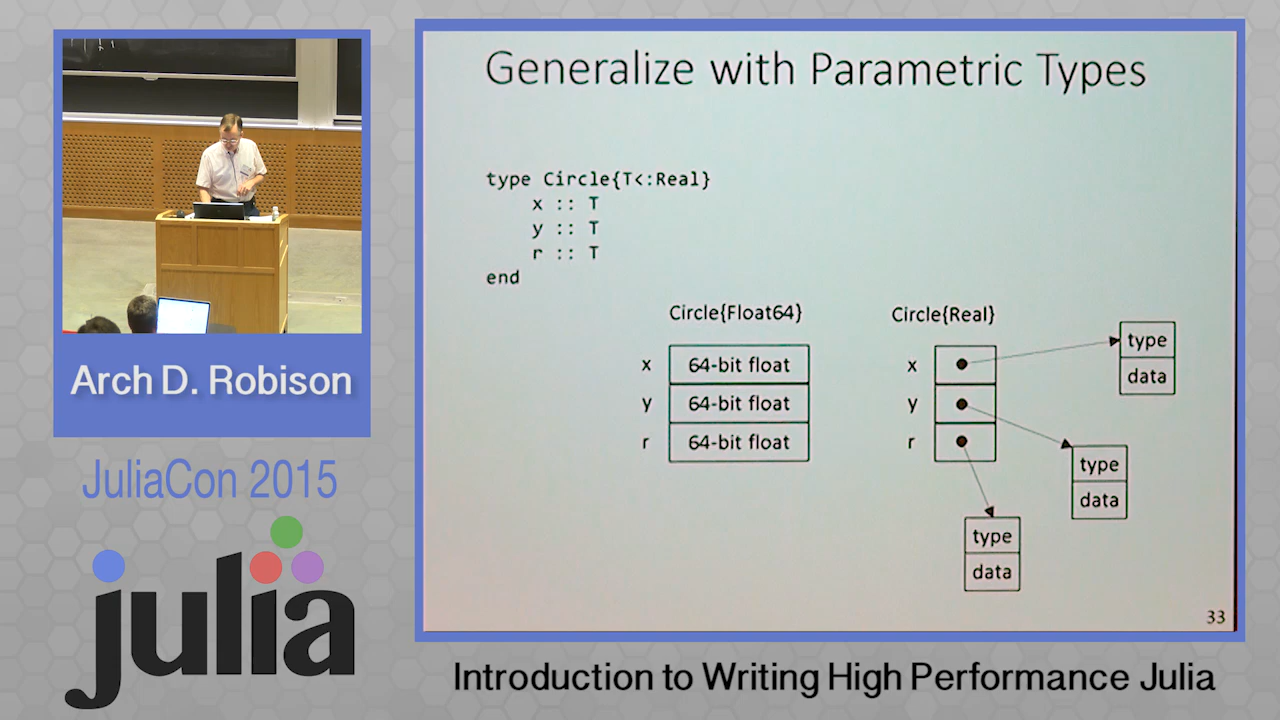 Arch D. Robison
JuliaCon 2015
julia
Generalize with Parametric Types
type Circle{T<:Real}
x :: T
y :: T
r :: T
end
Circle{Float64}
x 64-bit float
y 64-bit float
r 64-bit float
Circle{Real}
x
y
r
type
data
type
data
type
data
33
Introduction to Writing High Performance Julia